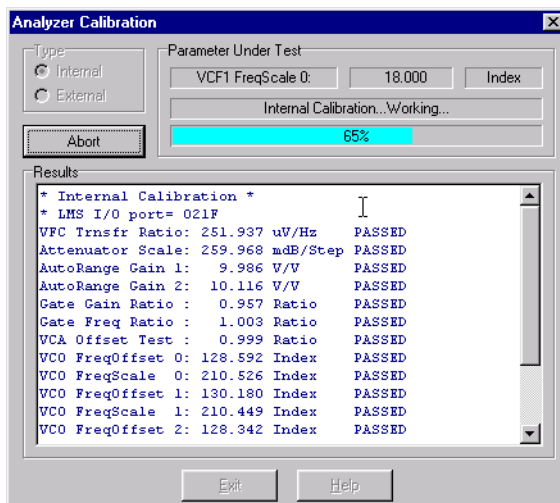 Analyzer Calibration
Type
Internal
External
Abort
Parameter Under Test
VCF1 FreqScale 0: 18.000 Index
Internal Calibration...Working...
65%
Results
* Internal Calibration *
* LMS I/O port= 021F
VFC Trnsfr Ratio: 251.937 uV/Hz PASSED
Attenuator Scale: 259.968 mdB/Step PASSED
AutoRange Gain 1: 9.986 V/V PASSED
AutoRange Gain 2: 10.116 V/V PASSED
Gate Gain Ratio : 0.957 Ratio PASSED
Gate Freq Ratio : 1.003 Ratio PASSED
VCA Offset Test : 0.999 Ratio PASSED
VCO FreqOffset 0: 128.592 Index PASSED
VCO FreqScale 0: 210.526 Index PASSED
VCO FreqOffset 1: 130.180 Index PASSED
VCO FreqScale 1: 210.449 Index PASSED
VCO FreqOffset 2: 128.342 Index PASSED
Exit Help